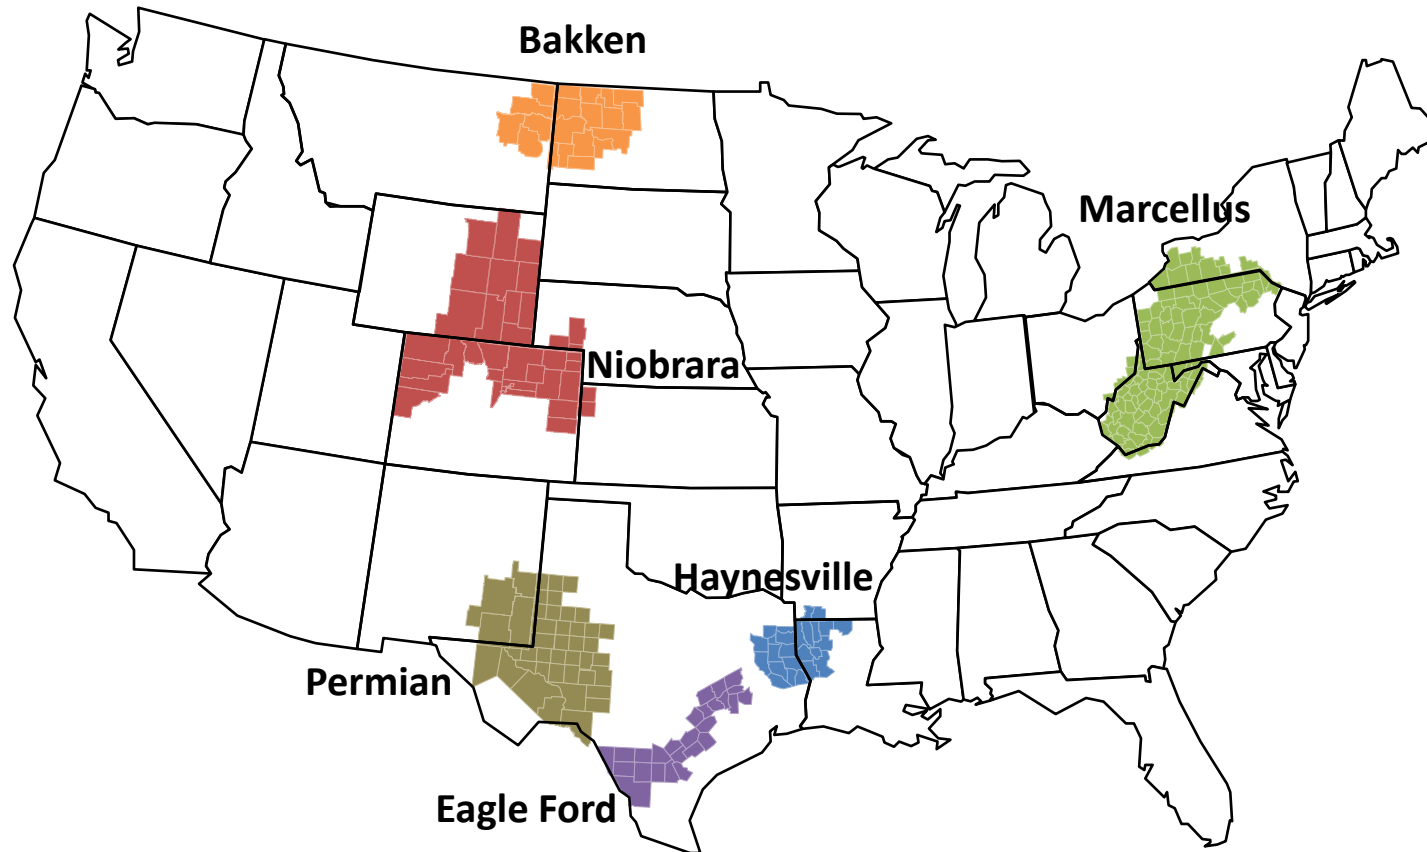 Bakken
Marcellus
Niobrara
Haynesville
Permian
Eagle Ford